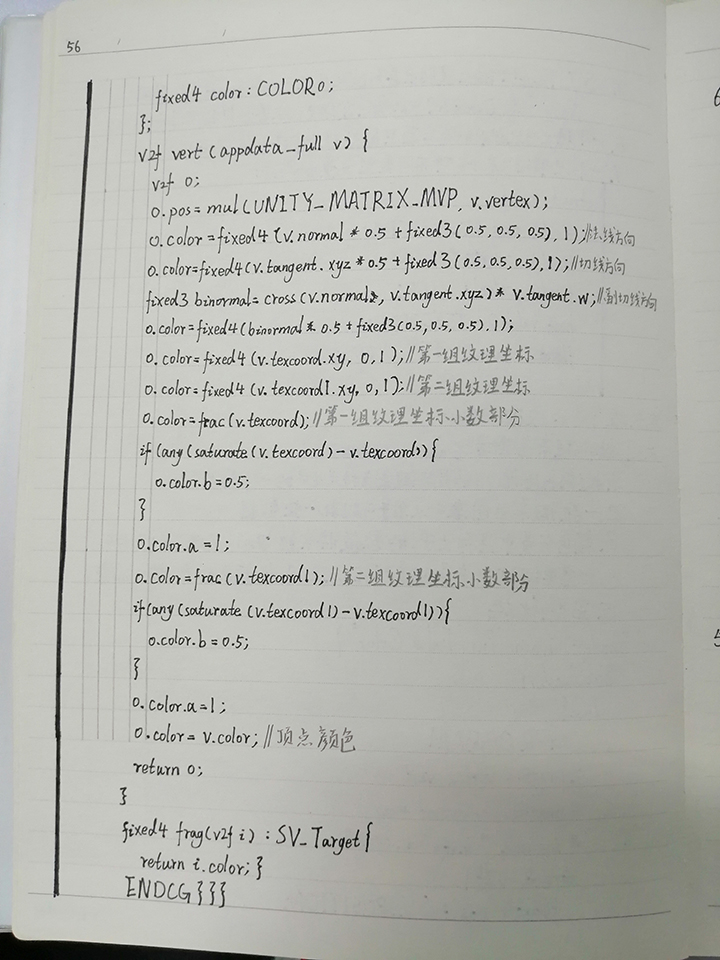 56
fixed4 color : COLOR0;
};
v2f vert (appdata_full v) {
v2f o;
o.pos = mul(UNITY_MATRIX_MVP, v.vertex);
o.color = fixed4 (v.normal * 0.5 + fixed3 (0.5, 0.5, 0.5), 1); //法线方向
o.color = fixed4 (v.tangent.xyz * 0.5 + fixed3 (0.5, 0.5, 0.5), 1); //切线方向
fixed3 binormal = cross (v.normal, v.tangent.xyz) * v.tangent.w; //副切线方向
o.color = fixed4 (binormal * 0.5 + fixed3 (0.5, 0.5, 0.5), 1);
o.color = fixed4 (v.texcoord.xy, 0, 1); //第一组纹理坐标
o.color = fixed4 (v.texcoord1.xy, 0, 1); //第二组纹理坐标
o.color = frac (v.texcoord); //第一组纹理坐标小数部分
if (any (saturate (v.texcoord) - v.texcoord)) {
o.color.b = 0.5;
}
o.color.a = 1;
o.color = frac (v.texcoord1); //第二组纹理坐标小数部分
if (any (saturate (v.texcoord1) - v.texcoord1)) {
o.color.b = 0.5;
}
o.color.a = 1;
o.color = v.color; //顶点颜色
return o;
}
fixed4 frag (v2f i) : SV_Target {
return i.color; }
ENDCG } } }